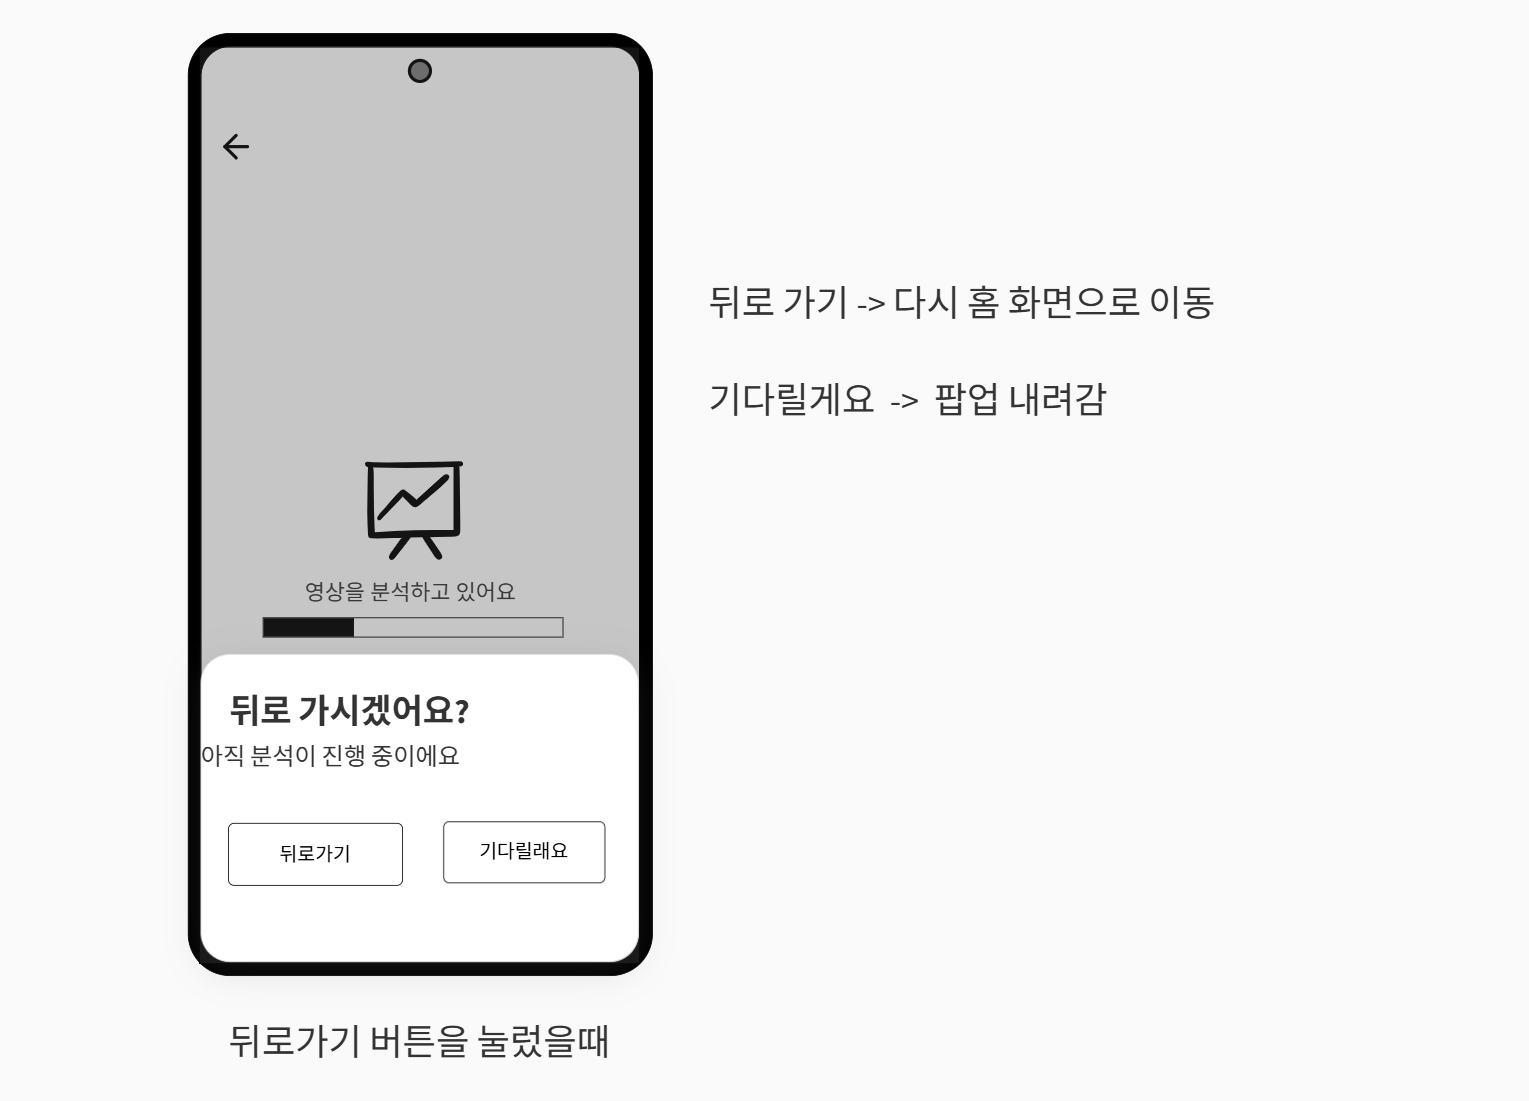 영상을 분석하고 있어요
뒤로 가시겠어요?
아직 분석이 진행 중이에요
뒤로가기
기다릴래요
뒤로 가기 -> 다시 홈 화면으로 이동
기다릴게요 -> 팝업 내려감
뒤로가기 버튼을 눌렀을때